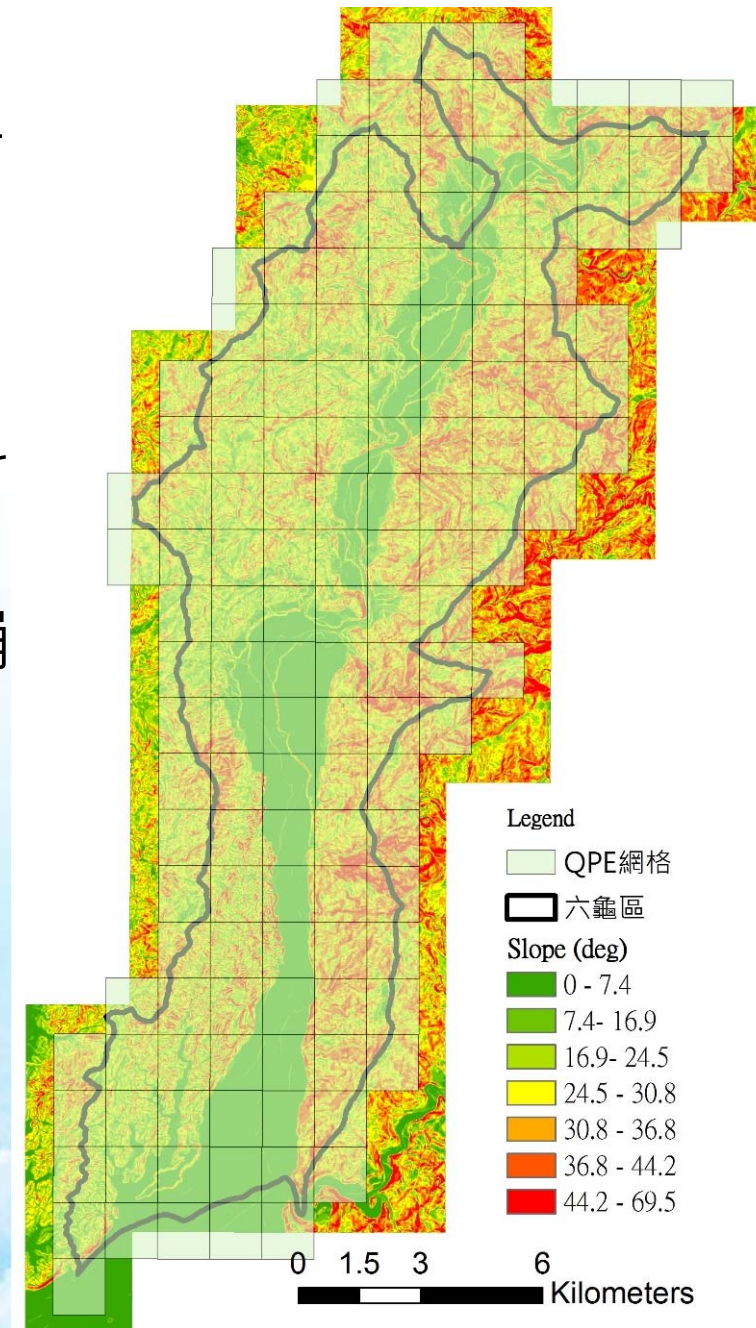 Legend
QPE網格
六龜區
Slope (deg)
0 - 7.4
7.4- 16.9
16.9- 24.5
24.5 - 30.8
30.8 - 36.8
36.8 - 44.2
44.2 - 69.5
0 1.5 3 6
Kilometers